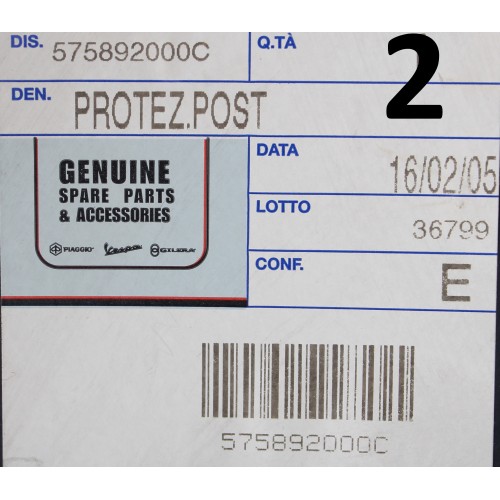 DIS. 575892000C
Q.TÀ 2
DEN. PROTEZ.POST
GENUINE
SPARE PARTS
& ACCESSORIES
PIAGGIO Vespa GILERA
DATA 16/02/05
LOTTO 36799
CONF. E
575892000C